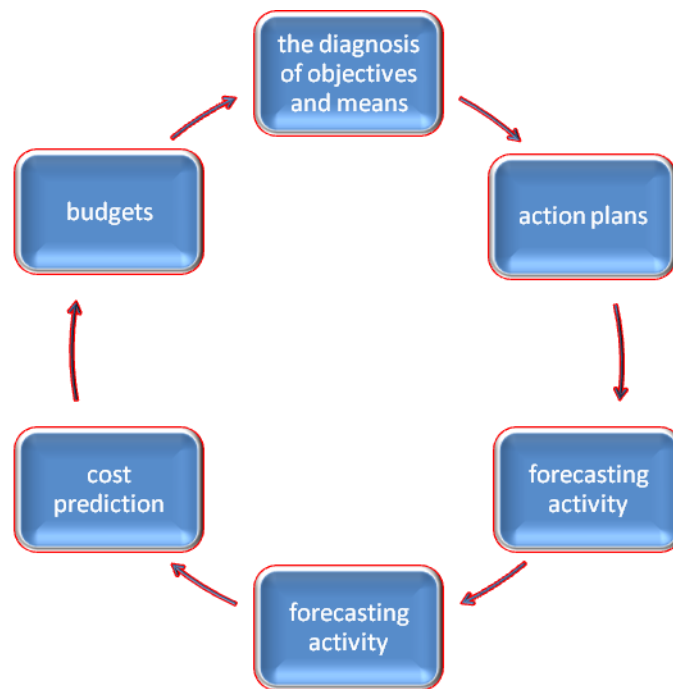 the diagnosis
of objectives
and means
action plans
forecasting
activity
forecasting
activity
cost
prediction
budgets